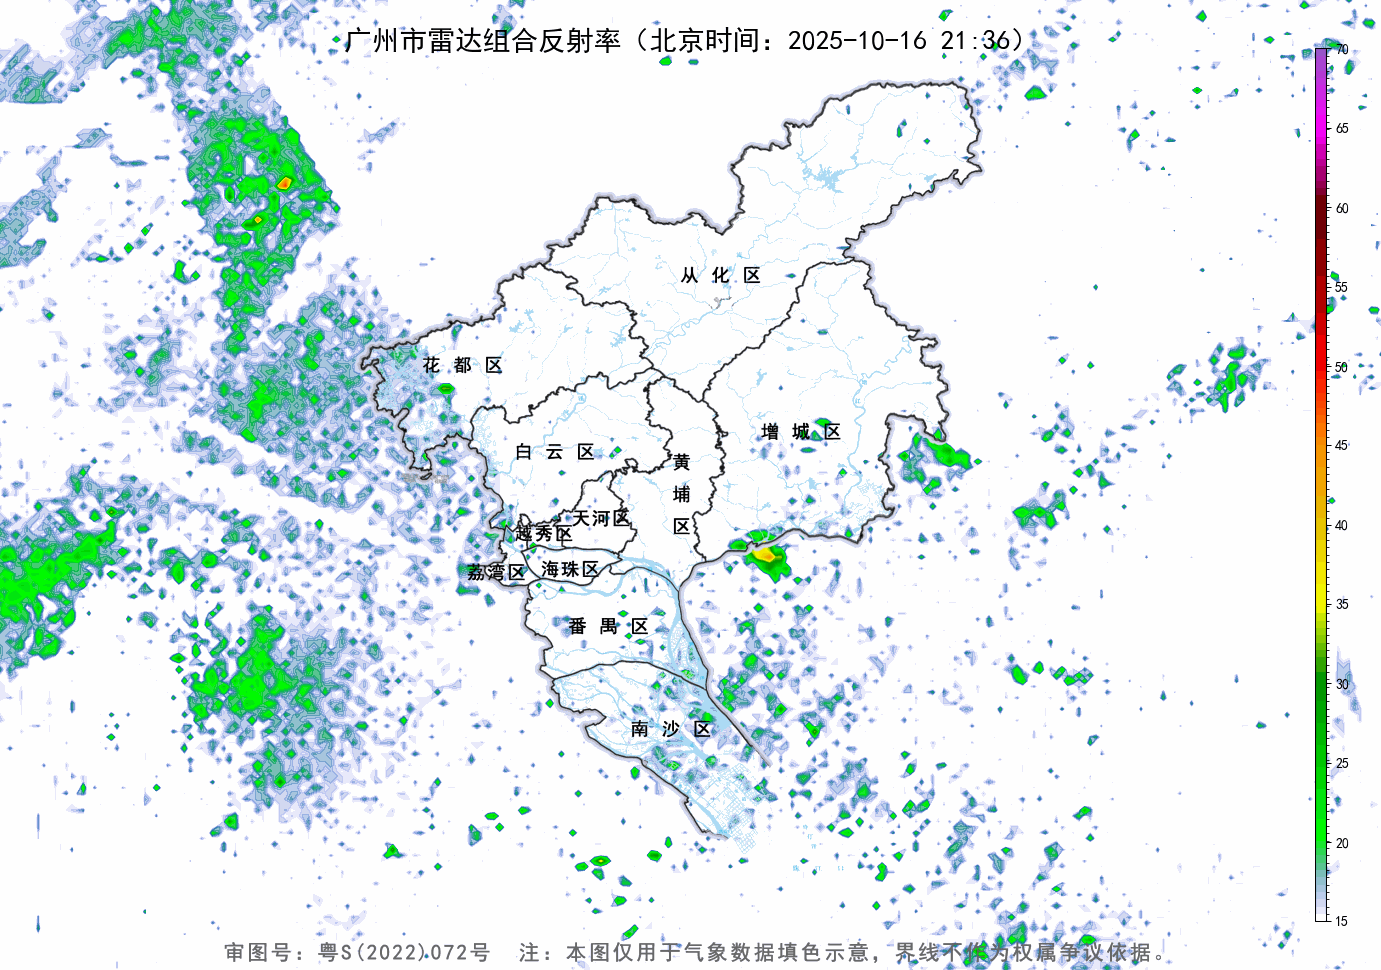 广州市雷达组合反射率（北京时间：2025-10-16 21:36）
70
65
60
55
50
45
40
35
30
25
20
15
从化区
花都区
增城区
白云区
黄埔区
天河区
越秀区
海珠区
荔湾区
番禺区
南沙区
审图号：粤S(2022)072号 注：本图仅用于气象数据填色示意，界线不作为权属争议依据。